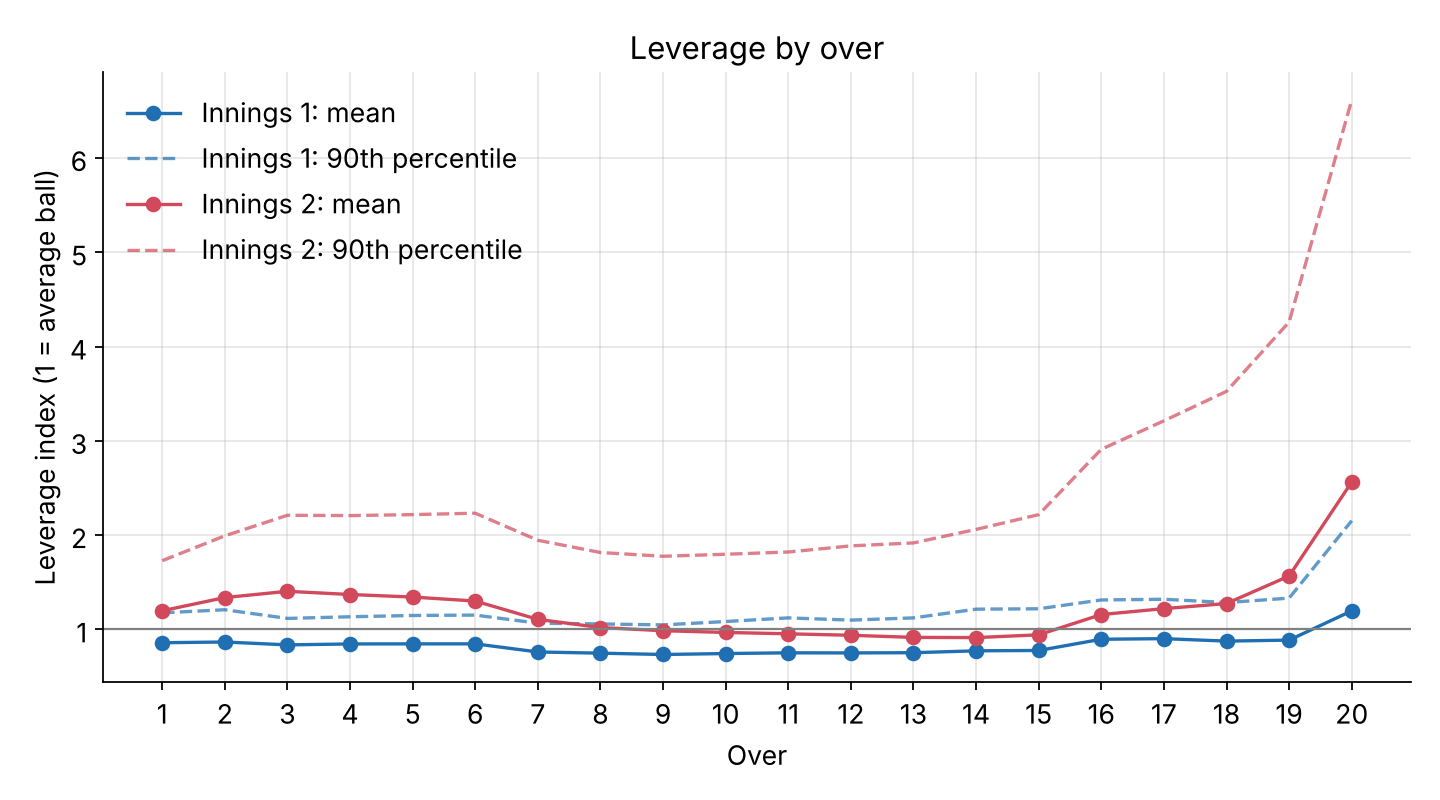 Leverage by over
Innings 1: mean
Innings 1: 90th percentile
Innings 2: mean
Innings 2: 90th percentile
Leverage index (1 = average ball)
6
5
4
3
2
1
1 2 3 4 5 6 7 8 9 10 11 12 13 14 15 16 17 18 19 20
Over